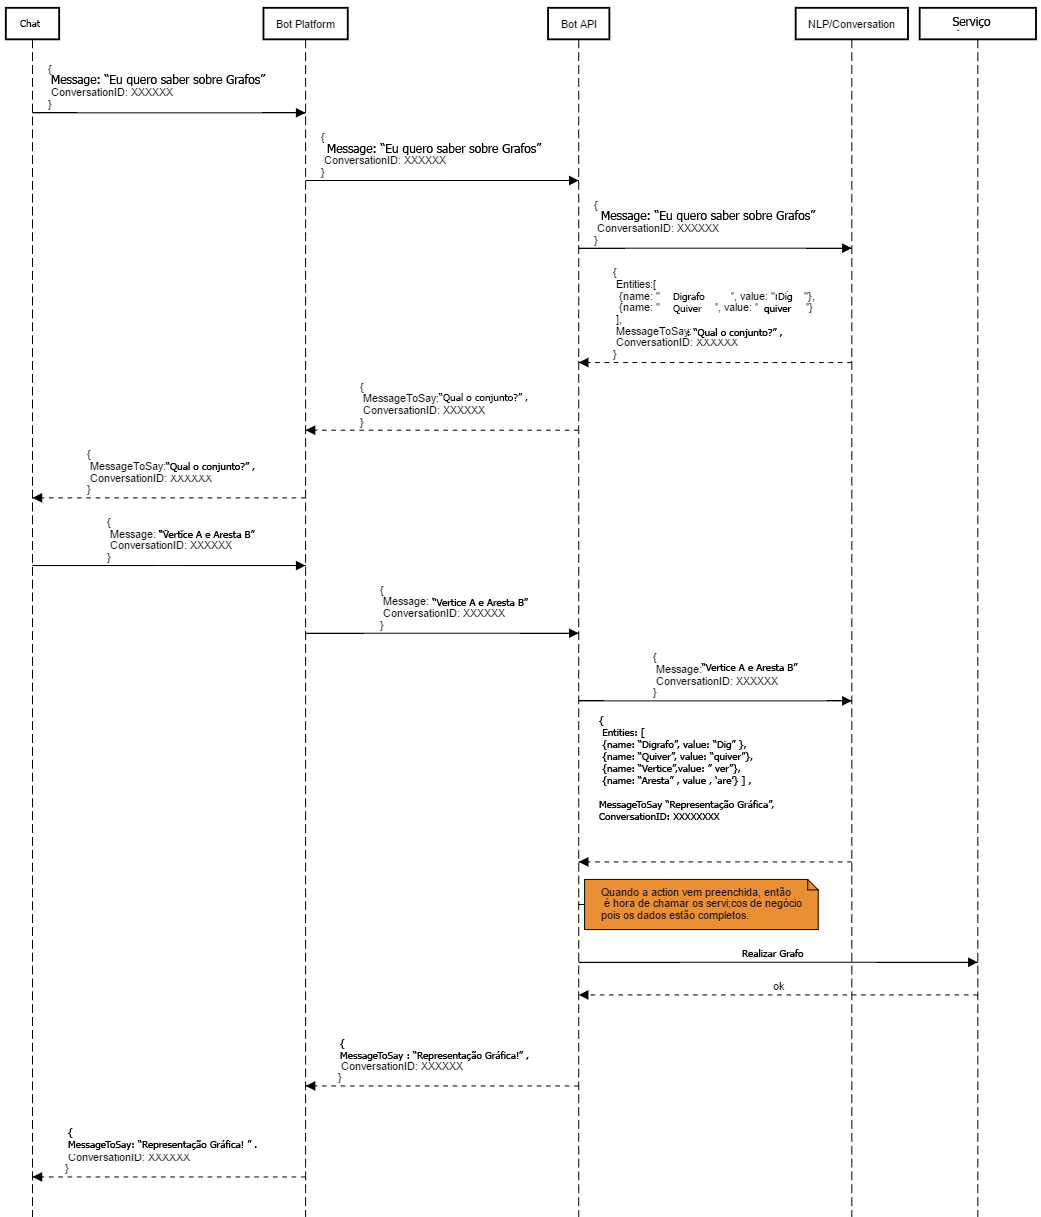 Chat
Bot Platform
Bot API
NLP/Conversation
Serviço
{
Message: “Eu quero saber sobre Grafos”
ConversationID: XXXXXX
}
{
Message: “Eu quero saber sobre Grafos”
ConversationID: XXXXXX
}
{
Message: “Eu quero saber sobre Grafos”
ConversationID: XXXXXX
}
{
Entities:[
{name: " Digrafo ", value: "IDig "},
{name: " Quiver ", value: " quiver "}
],
MessageToSay: “Qual o conjunto?” ,
ConversationID: XXXXXX
}
{
MessageToSay:“Qual o conjunto?” ,
ConversationID: XXXXXX
}
{
MessageToSay:“Qual o conjunto?” ,
ConversationID: XXXXXX
}
{
Message: “Vertice A e Aresta B”
ConversationID: XXXXXX
}
{
Message: “Vertice A e Aresta B”
ConversationID: XXXXXX
}
{
Message:“Vertice A e Aresta B”
ConversationID: XXXXXX
}
{
Entities: [
{name: “Digrafo”, value: “Dig” },
{name: “Quiver”, value: “quiver”},
{name: “Vertice”,value: ” ver”},
{name: “Aresta” , value , ‘are’} ] ,
MessageToSay “Representação Gráfica”,
ConversationID: XXXXXXXX
Quando a action vem preenchida, então
é hora de chamar os servi;cos de negócio
pois os dados estão completos.
Realizar Grafo
ok
{
MessageToSay : “Representação Gráfica!” ,
ConversationID: XXXXXX
}
{
MessageToSay: “Representação Gráfica! ” .
ConversationID: XXXXXX
}